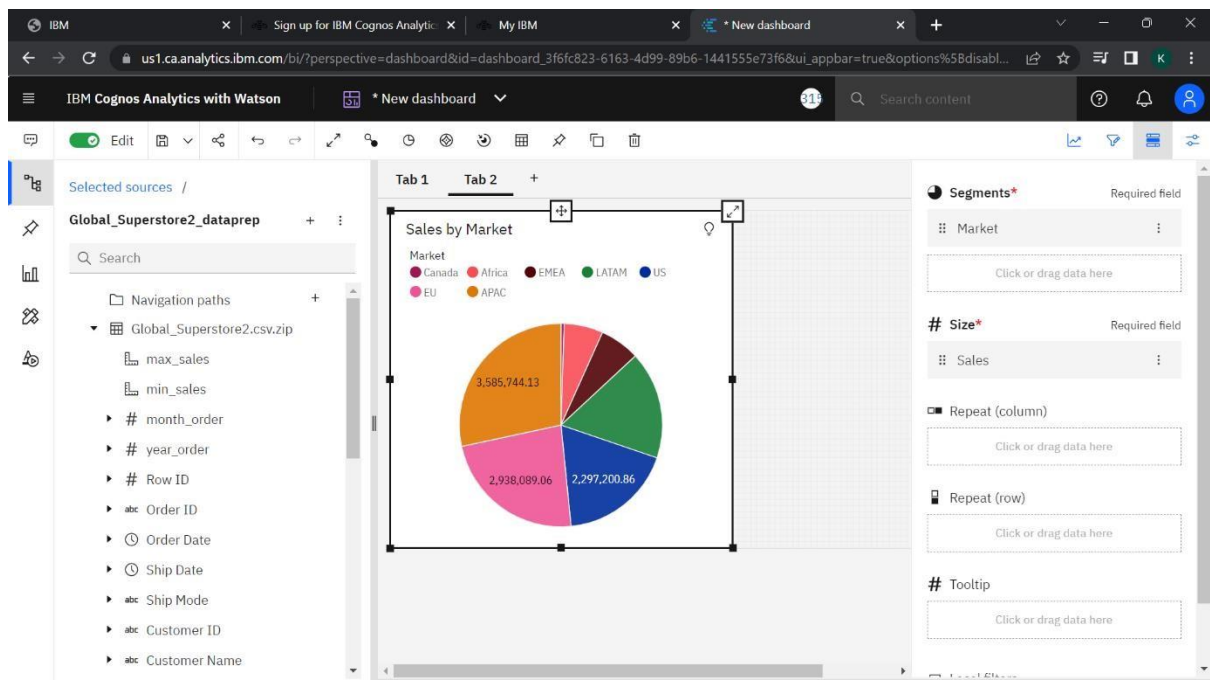 IBM
Sign up for IBM Cognos Analytic
My IBM
* New dashboard
us1.ca.analytics.ibm.com/bi/?perspective=dashboard&id=dashboard_3f6fc823-6163-4d99-89b6-1441555e73f6&ui_appbar=true&options%5Bdisabl...
K
IBM Cognos Analytics with Watson
* New dashboard
Search content
Edit
Selected sources /
Global_Superstore2_dataprep
Search
Navigation paths
Global_Superstore2.csv.zip
max_sales
min_sales
# month_order
# year_order
# Row ID
abc Order ID
Order Date
Ship Date
abc Ship Mode
abc Customer ID
abc Customer Name
Tab 1 Tab 2 +
Sales by Market
Market
Canada Africa EMEA LATAM US
EU APAC
3,585,744.13
2,938,089.06
2,297,200.86
Segments* Required field
Market
Click or drag data here
# Size* Required field
Sales
Repeat (column)
Click or drag data here
Repeat (row)
Click or drag data here
# Tooltip
Click or drag data here
Local filters